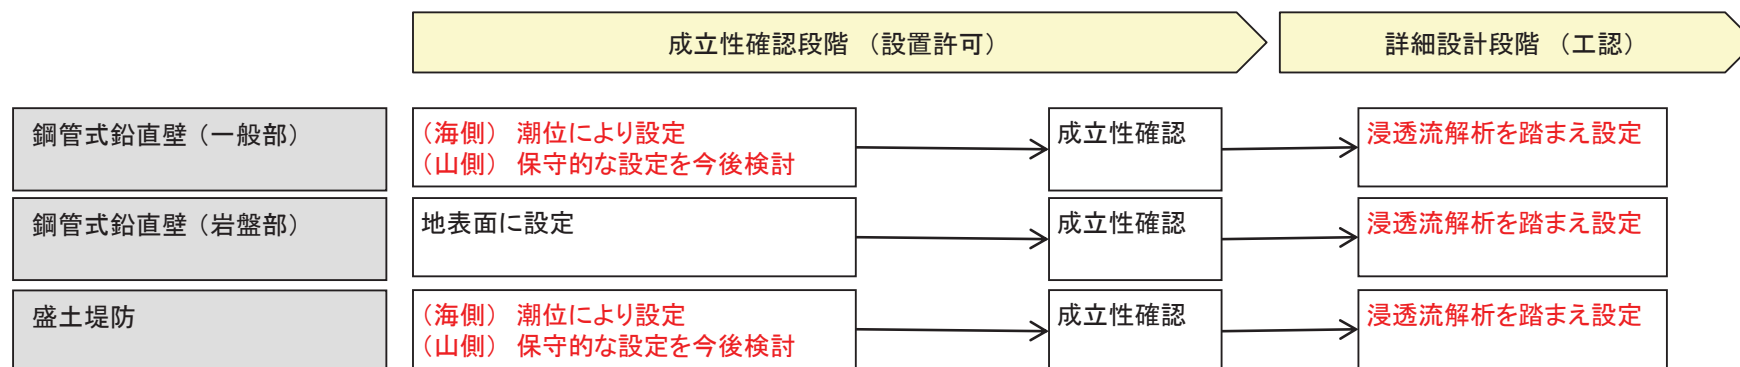 成立性確認段階 （設置許可）
詳細設計段階 （工認）
鋼管式鉛直壁（一般部）
（海側） 潮位により設定
（山側） 保守的な設定を今後検討
成立性確認
浸透流解析を踏まえ設定
鋼管式鉛直壁（岩盤部）
地表面に設定
成立性確認
浸透流解析を踏まえ設定
盛土堤防
（海側） 潮位により設定
（山側） 保守的な設定を今後検討
成立性確認
浸透流解析を踏まえ設定